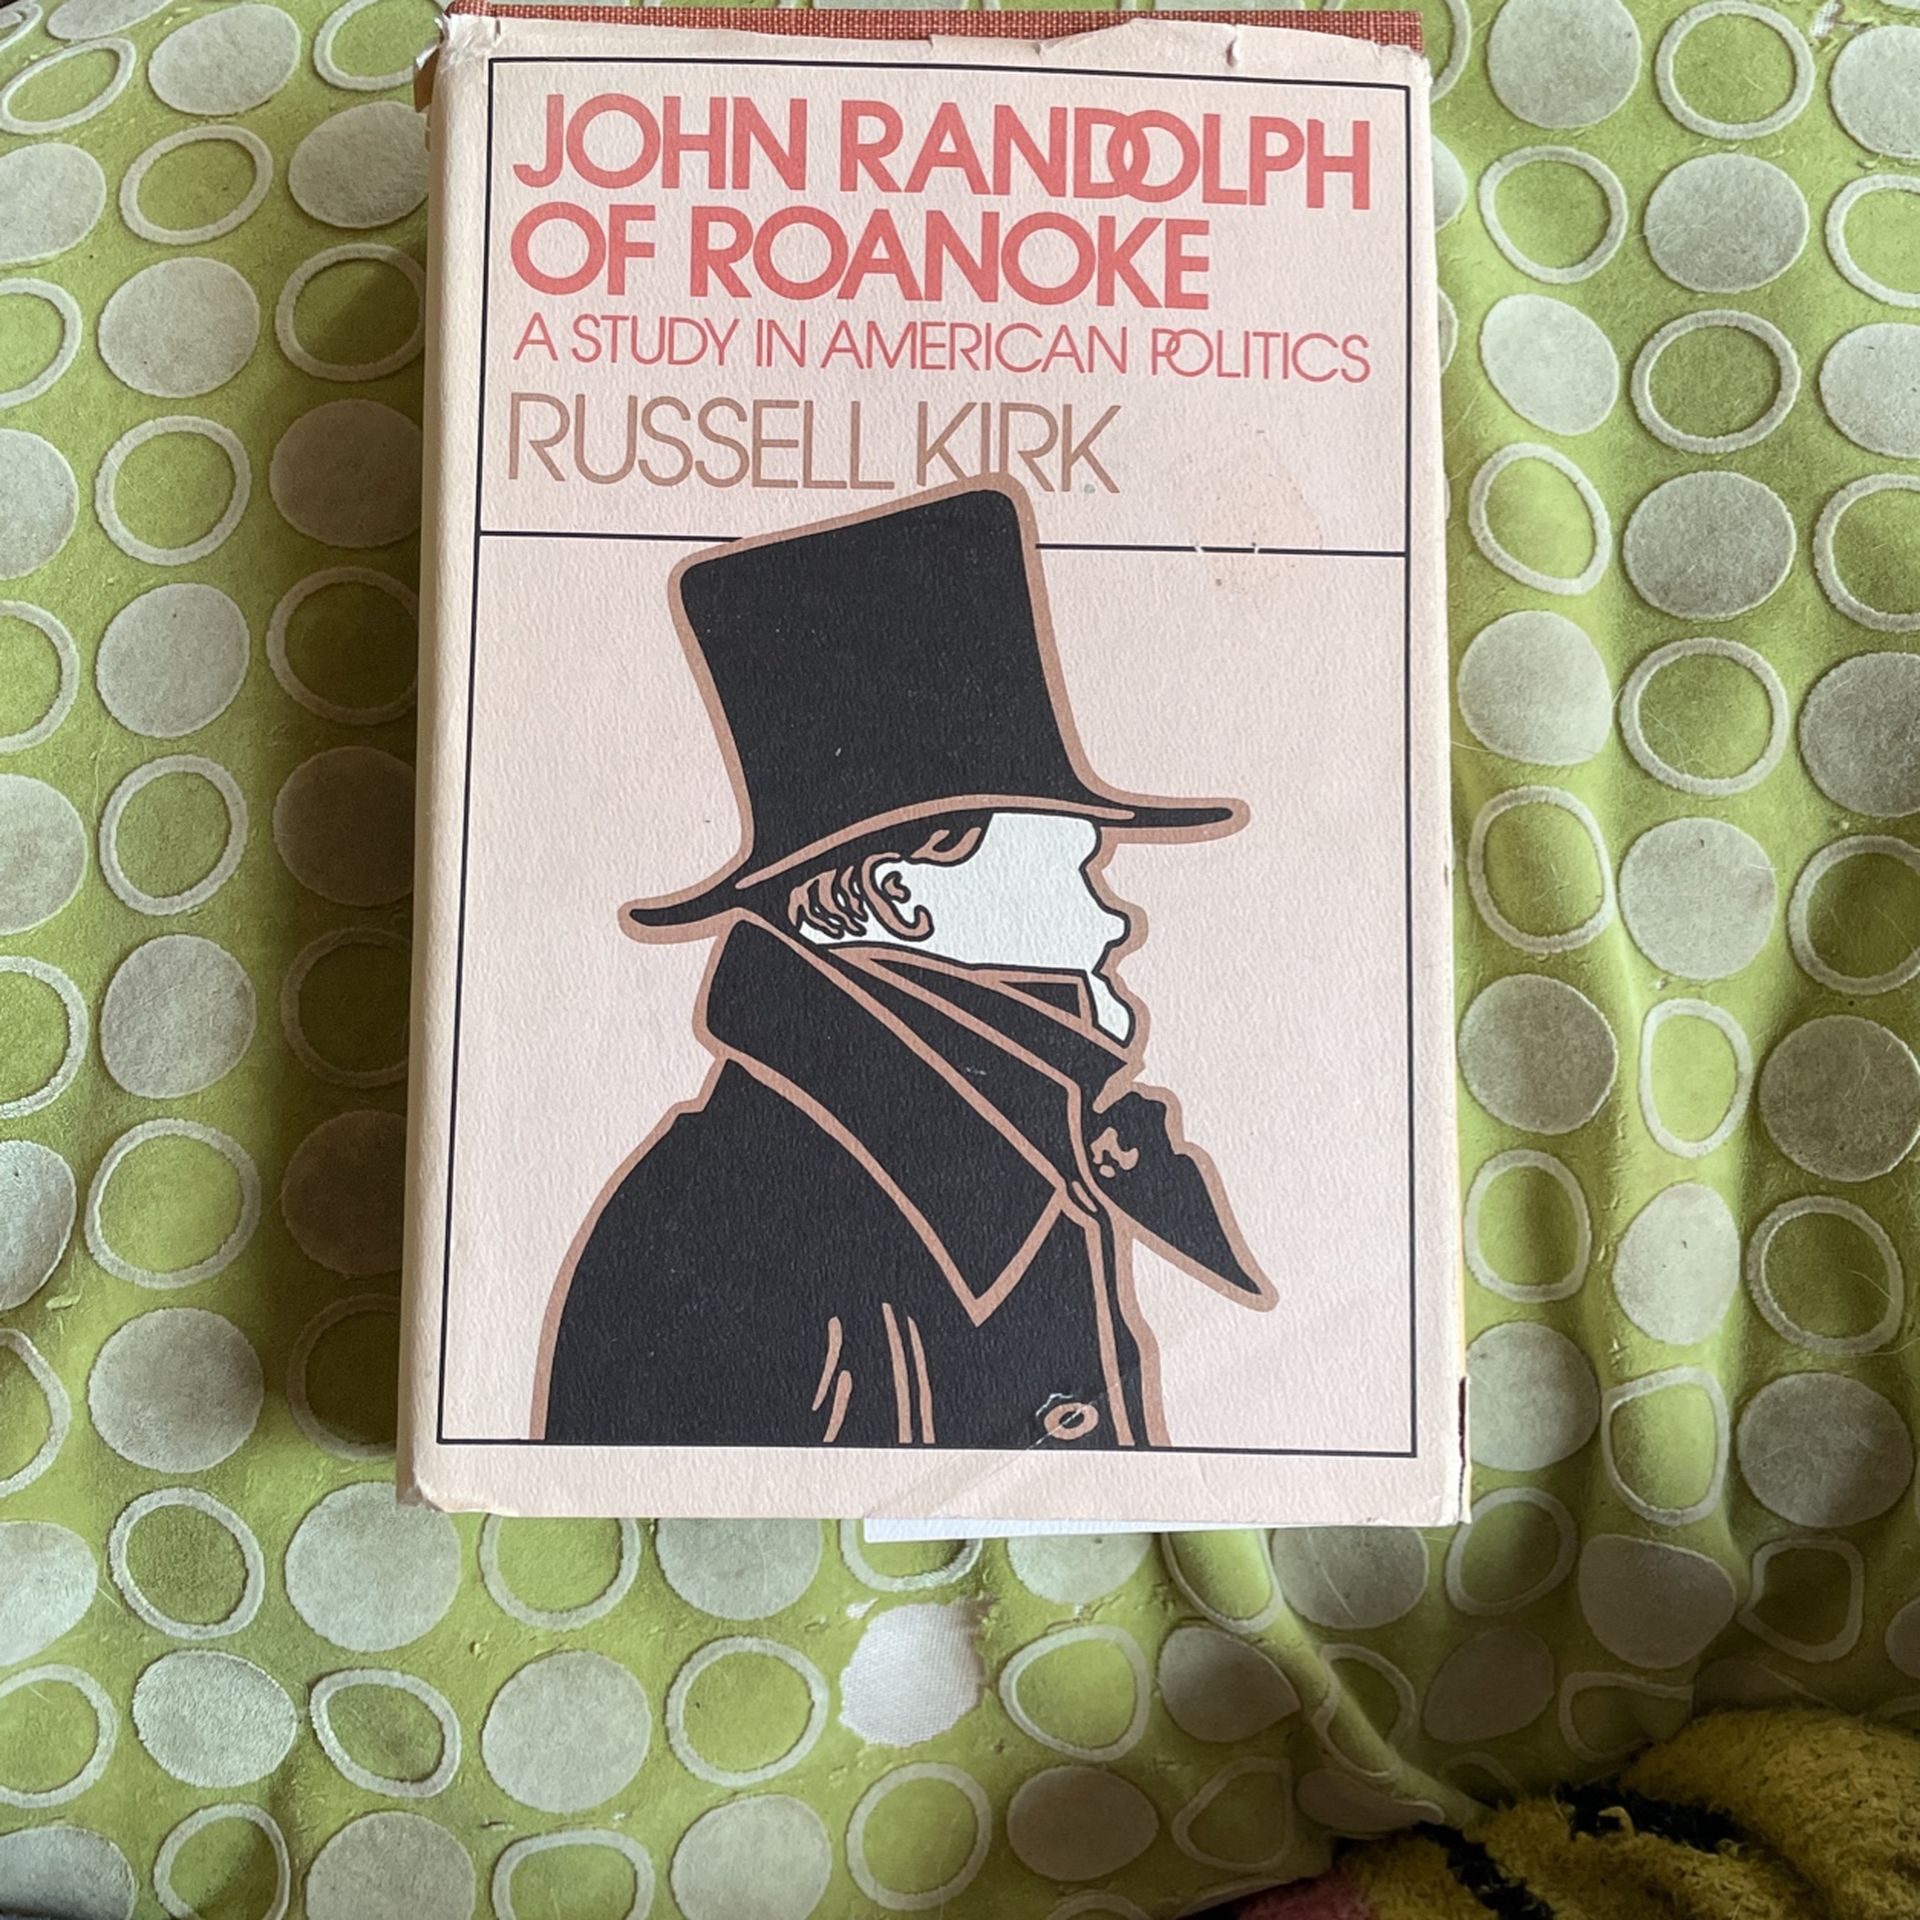 JOHN RANDOLPH
OF ROANOKE
A STUDY IN AMERICAN POLITICS
RUSSELL KIRK